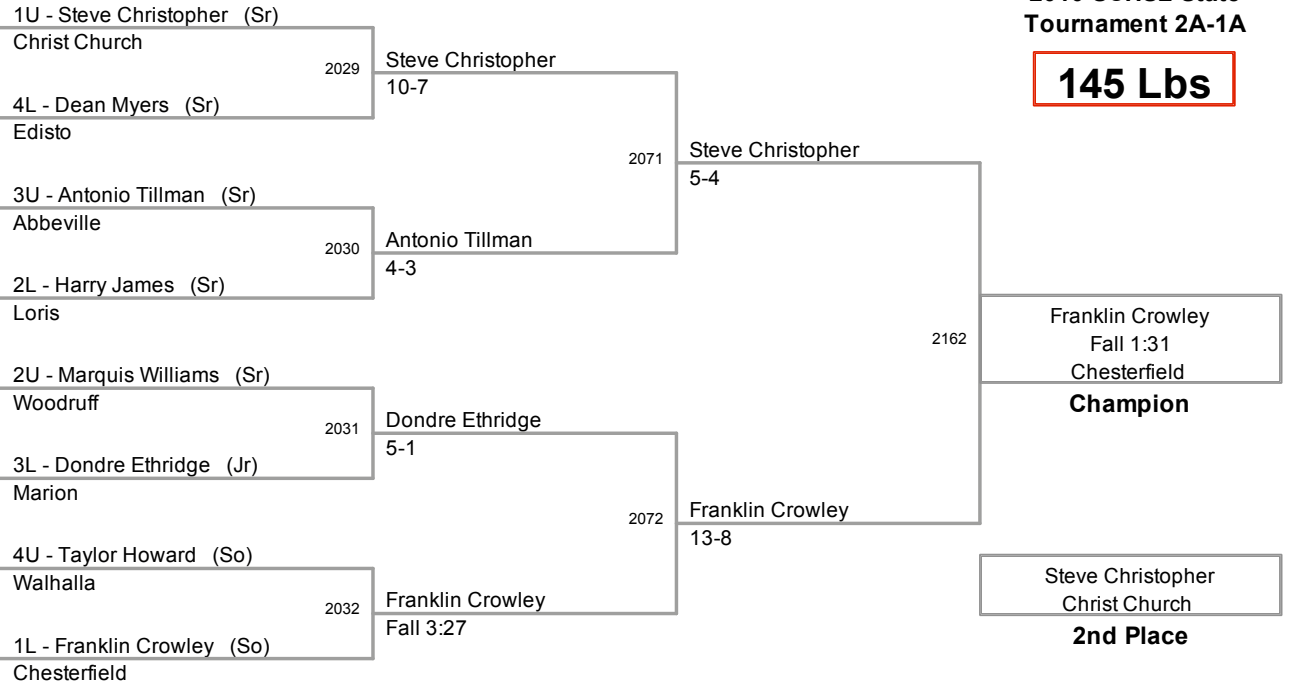 Tournament 2A-1A
145 Lbs
1U - Steve Christopher (Sr)
Christ Church
2029
Steve Christopher
10-7
4L - Dean Myers (Sr)
Edisto
2071
Steve Christopher
5-4
3U - Antonio Tillman (Sr)
Abbeville
2030
Antonio Tillman
4-3
2L - Harry James (Sr)
Loris
2162
Franklin Crowley
Fall 1:31
Chesterfield
Champion
2U - Marquis Williams (Sr)
Woodruff
2031
Dondre Ethridge
5-1
3L - Dondre Ethridge (Jr)
Marion
2072
Franklin Crowley
13-8
4U - Taylor Howard (So)
Walhalla
2032
Franklin Crowley
Fall 3:27
1L - Franklin Crowley (So)
Chesterfield
Steve Christopher
Christ Church
2nd Place